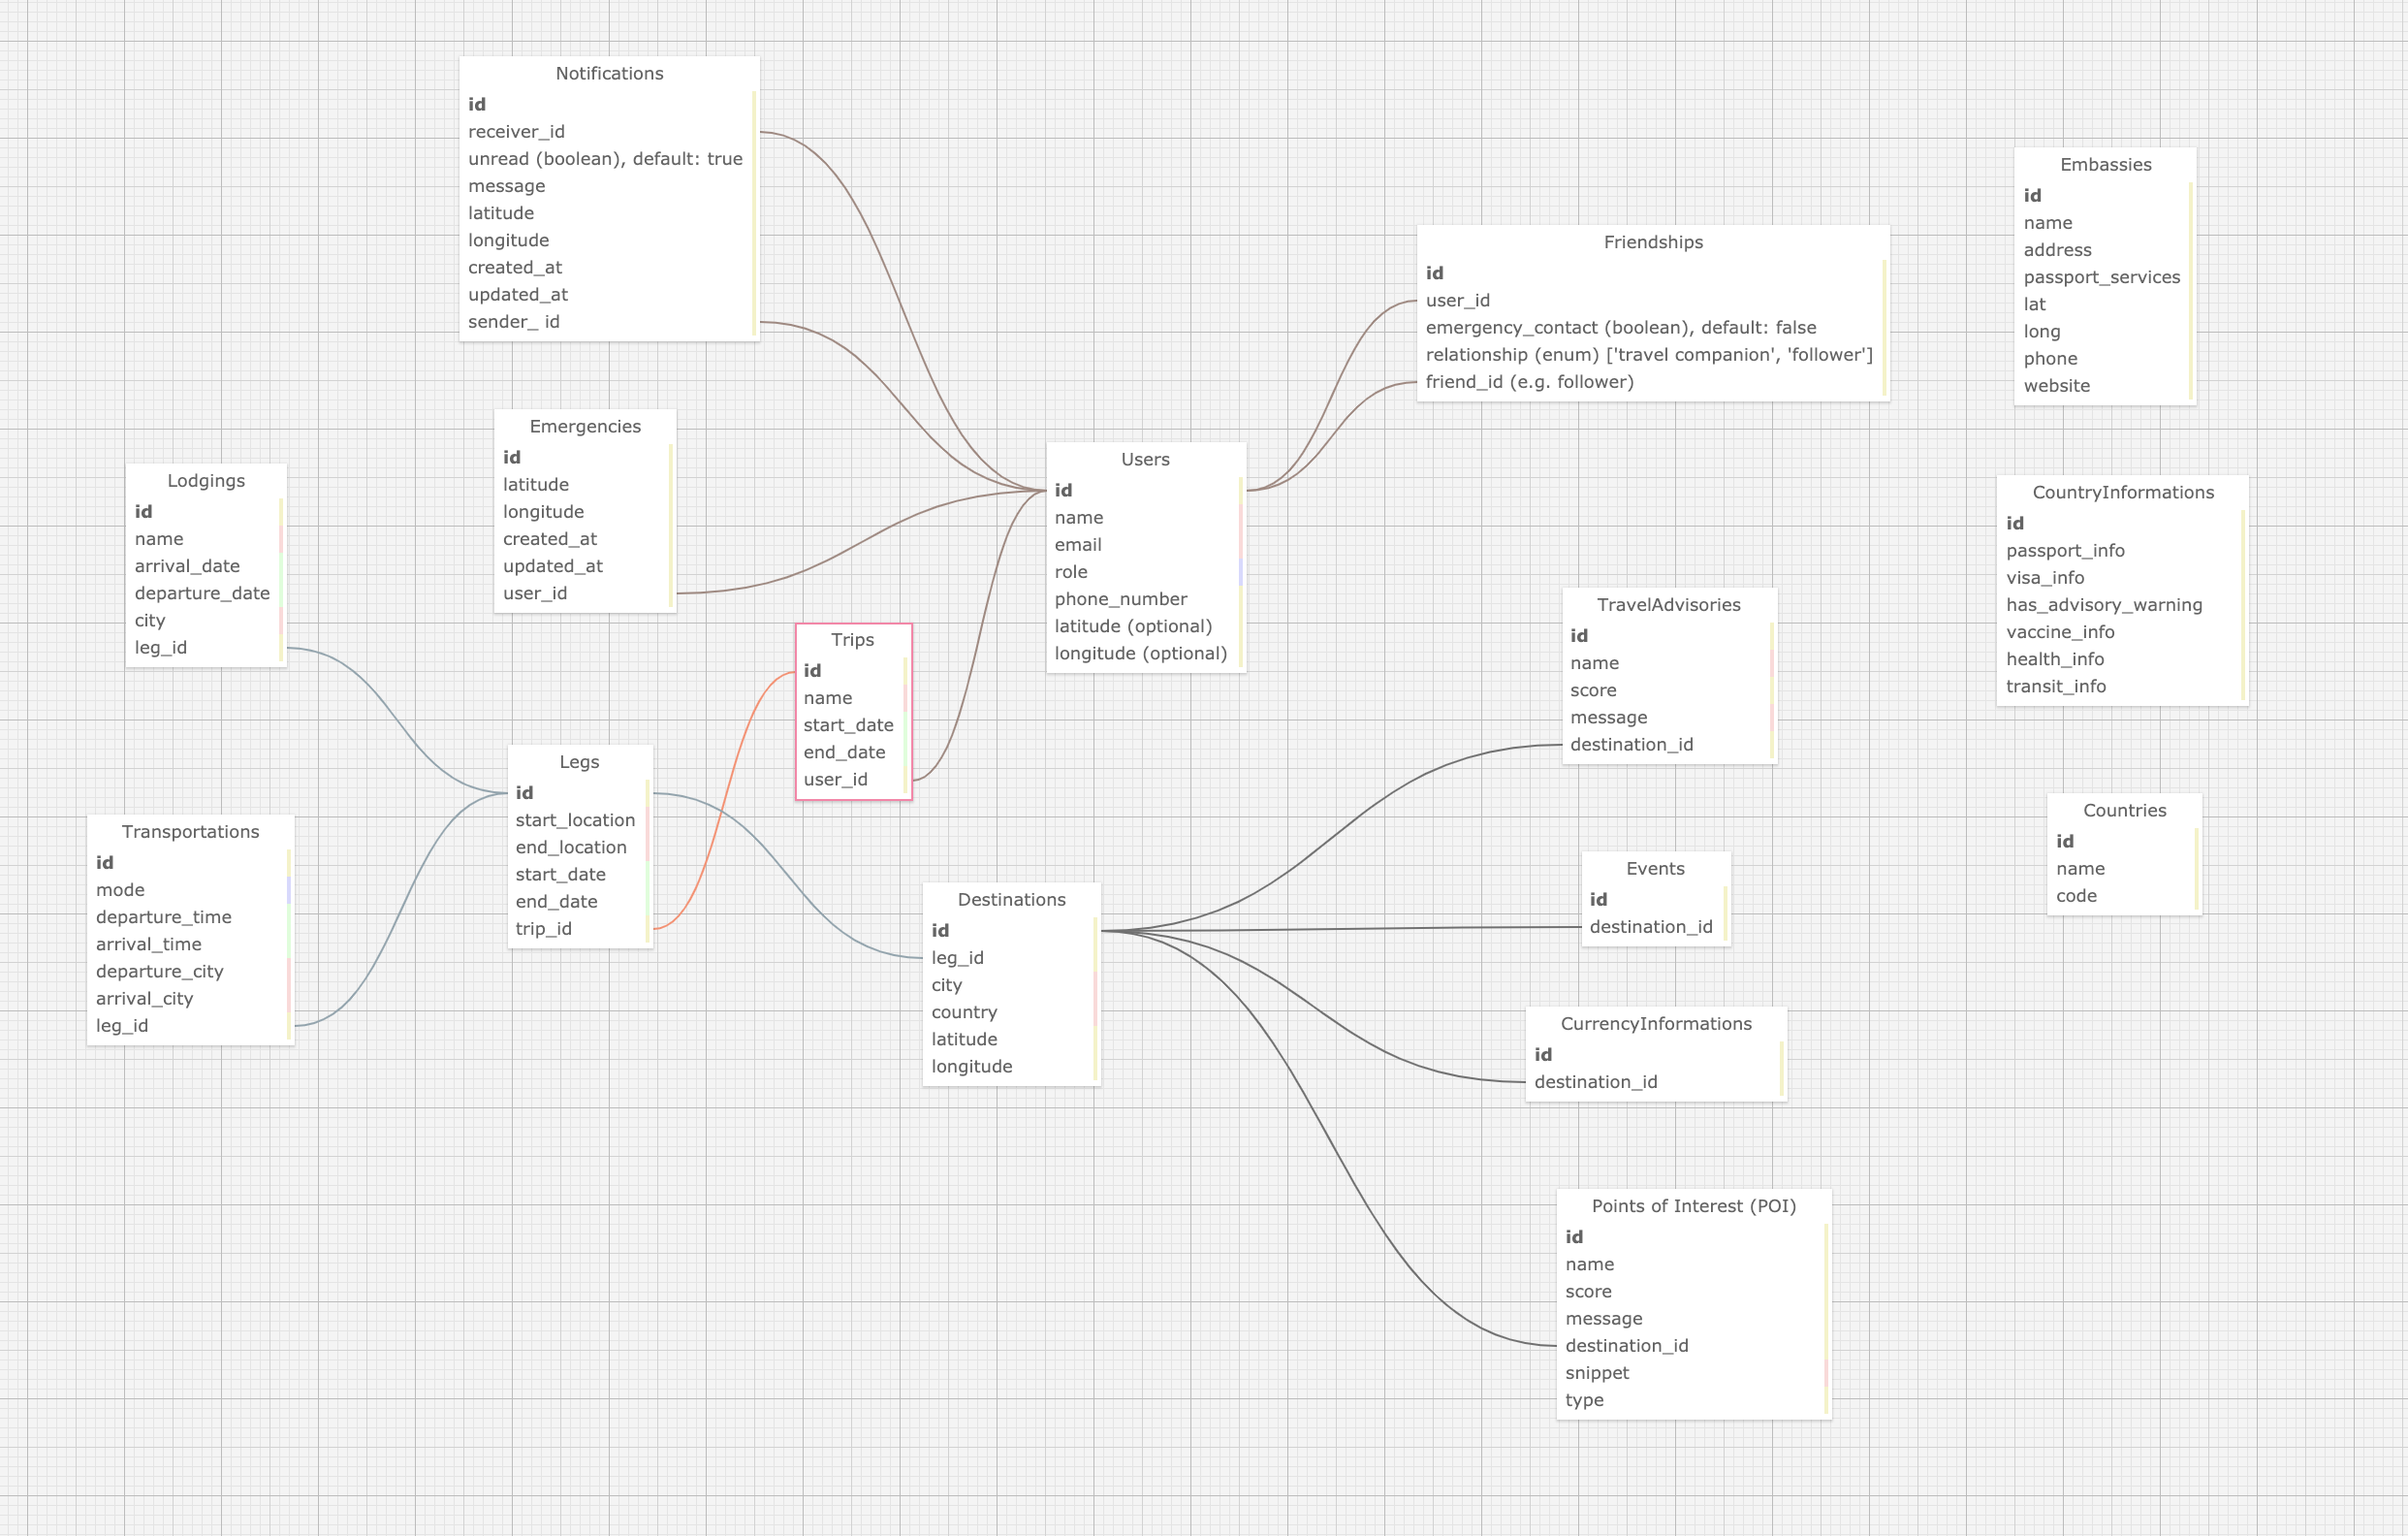 Notifications
id
receiver_id
unread (boolean), default: true
message
latitude
longitude
created_at
updated_at
sender_ id
Embassies
id
name
address
passport_services
lat
long
phone
website
Friendships
id
user_id
emergency_contact (boolean), default: false
relationship (enum) ['travel companion', 'follower']
friend_id (e.g. follower)
Emergencies
id
latitude
longitude
created_at
updated_at
user_id
Users
id
name
email
role
phone_number
latitude (optional)
longitude (optional)
Lodgings
id
name
arrival_date
departure_date
city
leg_id
CountryInformations
id
passport_info
visa_info
has_advisory_warning
vaccine_info
health_info
transit_info
TravelAdvisories
id
name
score
message
destination_id
Trips
id
name
start_date
end_date
user_id
Legs
id
start_location
end_location
start_date
end_date
trip_id
Transportations
id
mode
departure_time
arrival_time
departure_city
arrival_city
leg_id
Countries
id
name
code
Events
id
destination_id
Destinations
id
leg_id
city
country
latitude
longitude
CurrencyInformations
id
destination_id
Points of Interest (POI)
id
name
score
message
destination_id
snippet
type